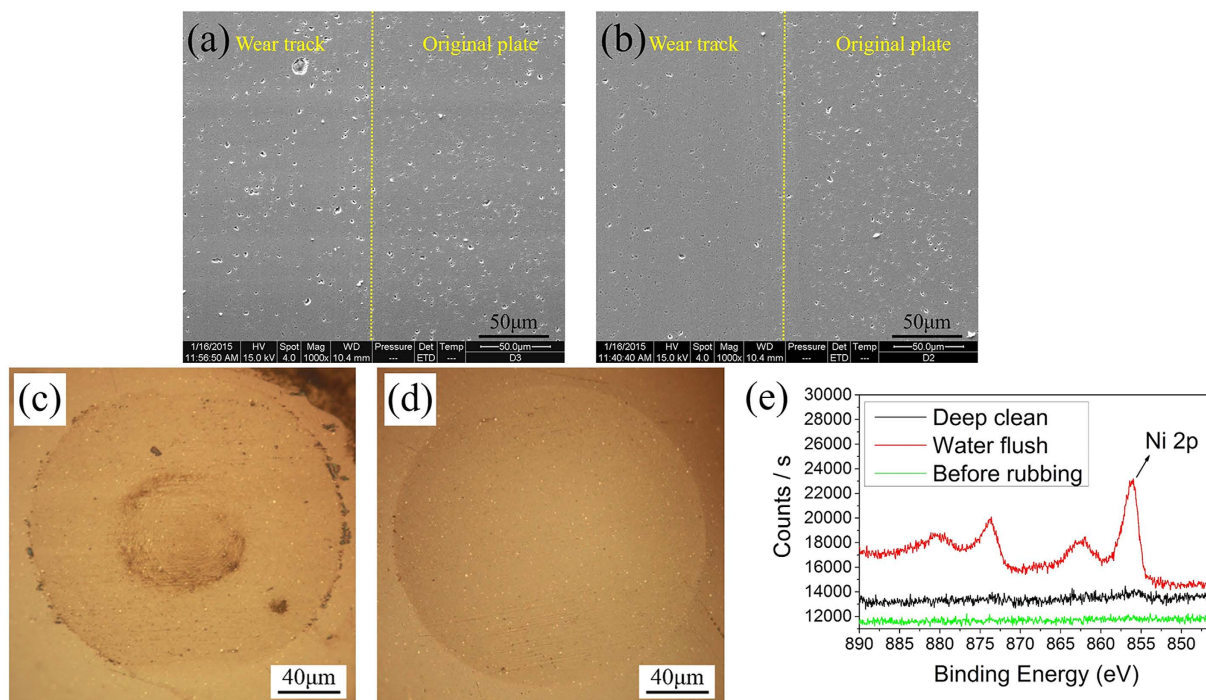 (a)
Wear track
Original plate
50μm
1/16/2015 HV Spot Mag WD Pressure Det Temp 50.0μm
11:56:50 AM 15.0 kV 4.0 1000x 10.4 mm --- ETD --- D3
(b)
Wear track
Original plate
50μm
1/16/2015 HV Spot Mag WD Pressure Det Temp 50.0μm
11:40:40 AM 15.0 kV 4.0 1000x 10.4 mm --- ETD --- D2
(c)
40μm
(d)
40μm
(e)
30000
28000
26000
24000
22000
20000
18000
16000
14000
12000
Counts / s
Deep clean
Water flush
Before rubbing
Ni 2p
890 885 880 875 870 865 860 855 850
Binding Energy (eV)